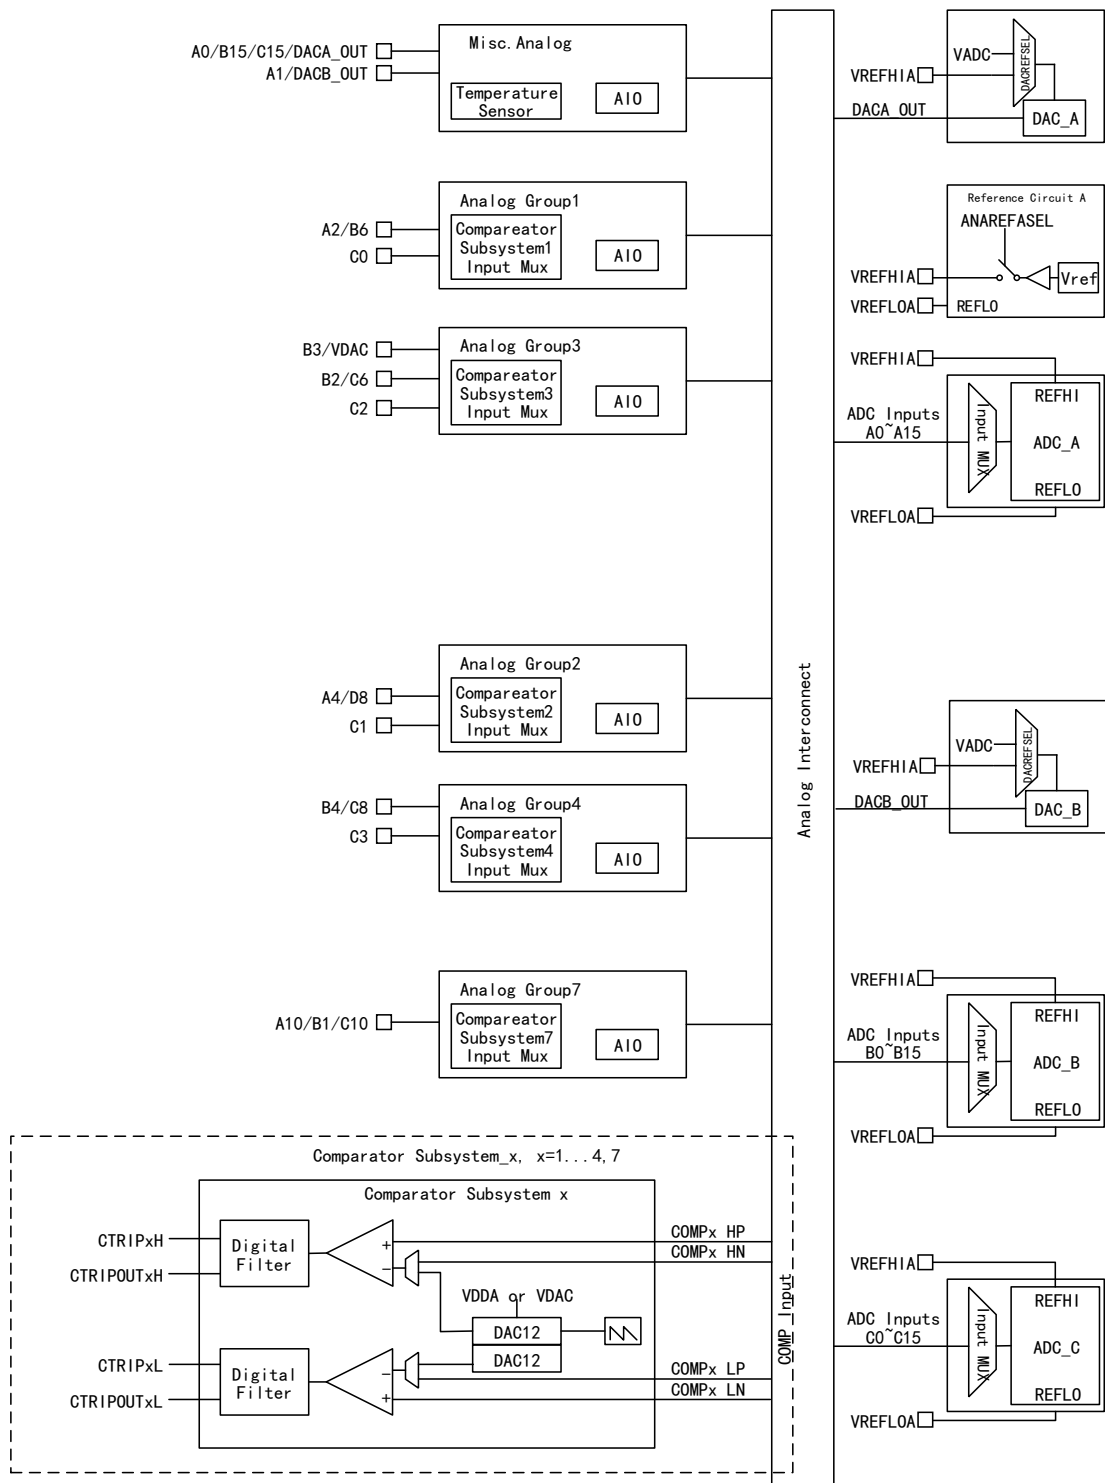 Misc.Analog
A0/B15/C15/DACA_OUT
A1/DACB_OUT
Temperature
Sensor
AIO
Analog Group1
A2/B6
C0
Compareator
Subsystem1
Input Mux
AIO
Analog Group3
B3/VDAC
B2/C6
C2
Compareator
Subsystem3
Input Mux
AIO
Analog Group2
A4/D8
C1
Compareator
Subsystem2
Input Mux
AIO
Analog Group4
B4/C8
C3
Compareator
Subsystem4
Input Mux
AIO
Analog Group7
A10/B1/C10
Compareator
Subsystem7
Input Mux
AIO
Comparator Subsystem_x, x=1...4,7
Comparator Subsystem x
CTRIPxH
CTRIPOUTxH
Digital
Filter
+
−
COMPx HP
COMPx HN
VDDA or VDAC
DAC12
DAC12
CTRIPxL
CTRIPOUTxL
Digital
Filter
−
+
COMPx LP
COMPx LN
COMP Input
Analog Interconnect
VADC
VREFHIA
DACREFSEL
DACA OUT
DAC_A
Reference Circuit A
ANAREFASEL
VREFHIA
Vref
VREFLOA
REFLO
VREFHIA
REFHI
ADC Inputs
A0~A15
Input MUX
ADC_A
REFLO
VREFLOA
VADC
VREFHIA
DACREFSEL
DACB_OUT
DAC_B
VREFHIA
REFHI
ADC Inputs
B0~B15
Input MUX
ADC_B
REFLO
VREFLOA
VREFHIA
REFHI
ADC Inputs
C0~C15
Input MUX
ADC_C
REFLO
VREFLOA